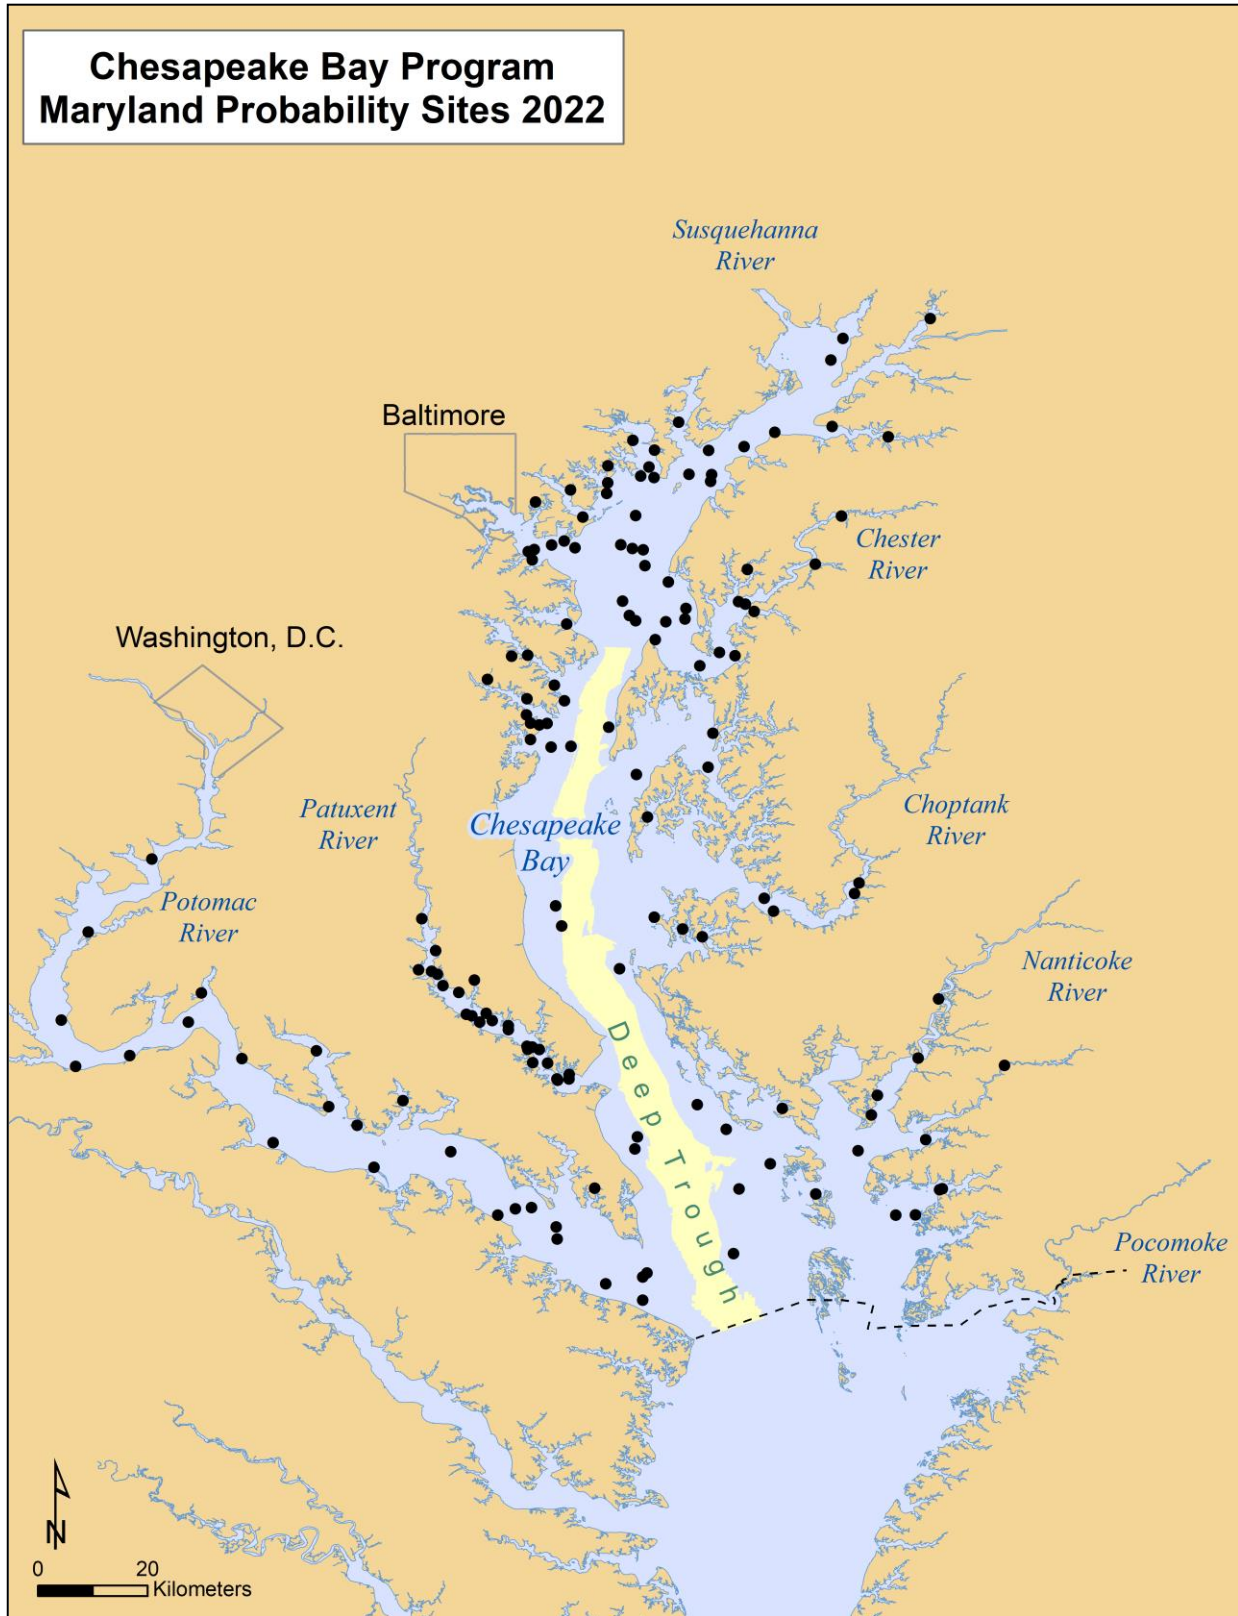 Chesapeake Bay Program
Maryland Probability Sites 2022
Susquehanna
River
Baltimore
Chester
River
Washington, D.C.
Patuxent
River
Chesapeake
Bay
Choptank
River
Potomac
River
Nanticoke
River
Deep Trough
Pocomoke
River
N
0 20
Kilometers